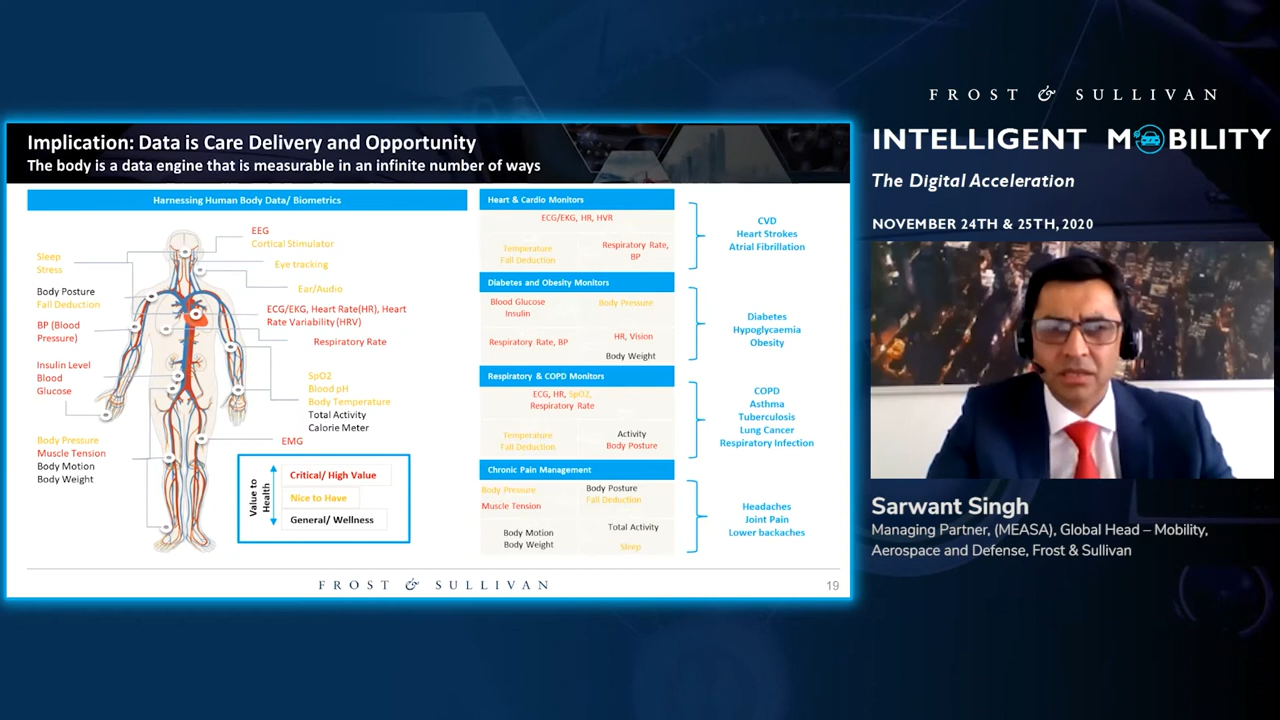 Implication: Data is Care Delivery and Opportunity
The body is a data engine that is measurable in an infinite number of ways
Harnessing Human Body Data/ Biometrics
EEG
Cortical Stimulator
Sleep
Stress
Eye tracking
Body Posture
Fall Deduction
Ear/Audio
ECG/EKG, Heart Rate(HR), Heart
Rate Variability (HRV)
BP (Blood
Pressure)
Respiratory Rate
Insulin Level
Blood
Glucose
SpO2
Blood pH
Body Temperature
Total Activity
Calorie Meter
Body Pressure
Muscle Tension
Body Motion
Body Weight
EMG
Value to
Health
Critical/ High Value
Nice to Have
General/ Wellness
Heart & Cardio Monitors
ECG/EKG, HR, HVR
Temperature
Fall Deduction
Respiratory Rate,
BP
CVD
Heart Strokes
Atrial Fibrillation
Diabetes and Obesity Monitors
Blood Glucose
Insulin
Body Pressure
Respiratory Rate, BP
HR, Vision
Body Weight
Diabetes
Hypoglycaemia
Obesity
Respiratory & COPD Monitors
ECG, HR, SpO2,
Respiratory Rate
Temperature
Fall Deduction
Activity
Body Posture
COPD
Asthma
Tuberculosis
Lung Cancer
Respiratory Infection
Chronic Pain Management
Body Pressure
Muscle Tension
Body Posture
Fall Deduction
Body Motion
Body Weight
Total Activity
Sleep
Headaches
Joint Pain
Lower backaches
FROST & SULLIVAN
19
FROST & SULLIVAN
INTELLIGENT MOBILITY
The Digital Acceleration
NOVEMBER 24TH & 25TH, 2020
Sarwant Singh
Managing Partner, (MEASA), Global Head – Mobility,
Aerospace and Defense, Frost & Sullivan